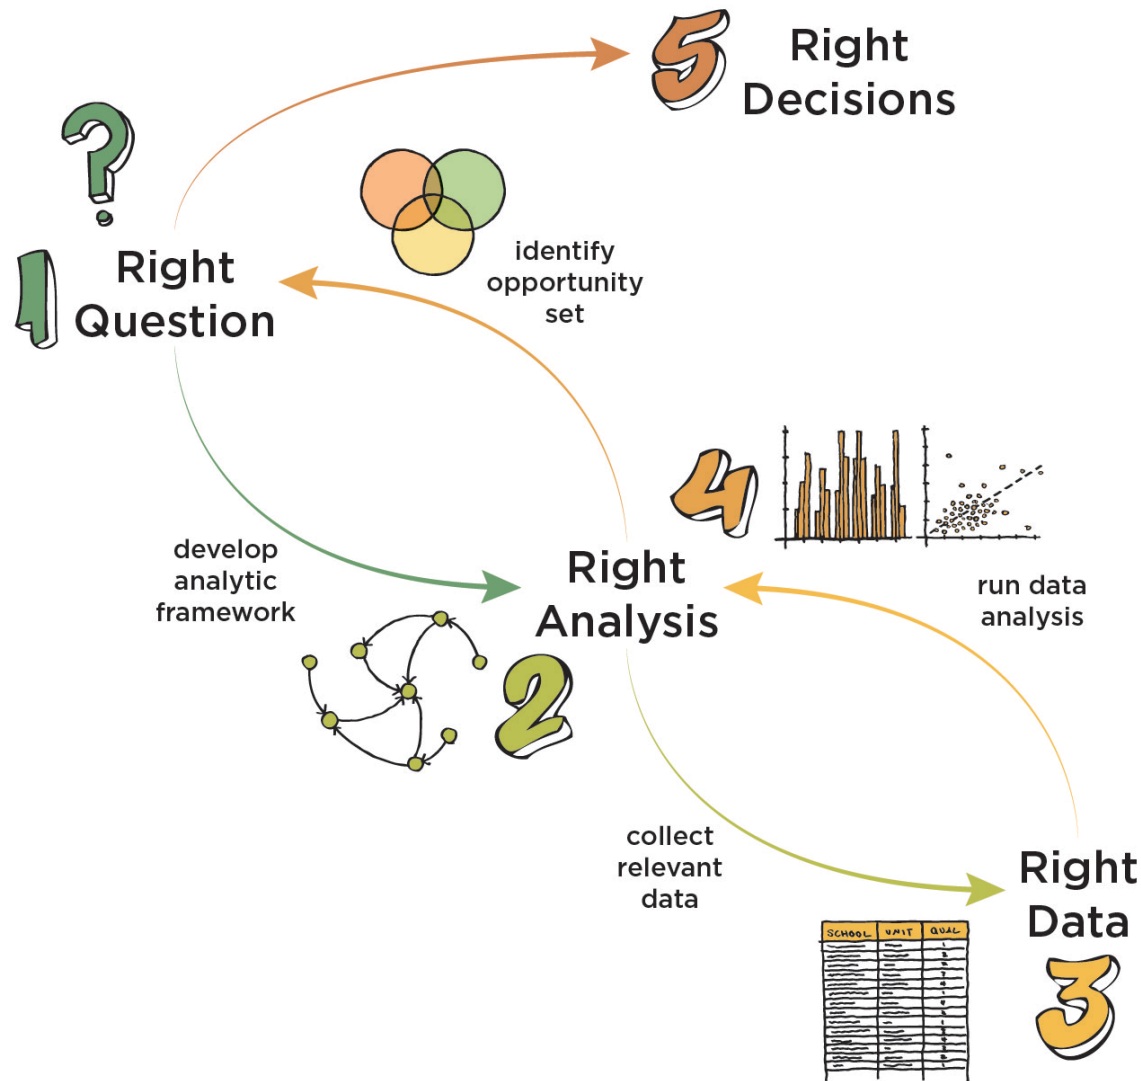 5
Right
Decisions
?
1
Right
Question
identify
opportunity
set
4
develop
analytic
framework
Right
Analysis
run data
analysis
2
collect
relevant
data
Right
Data
SCHOOL UNIT QUAL
3